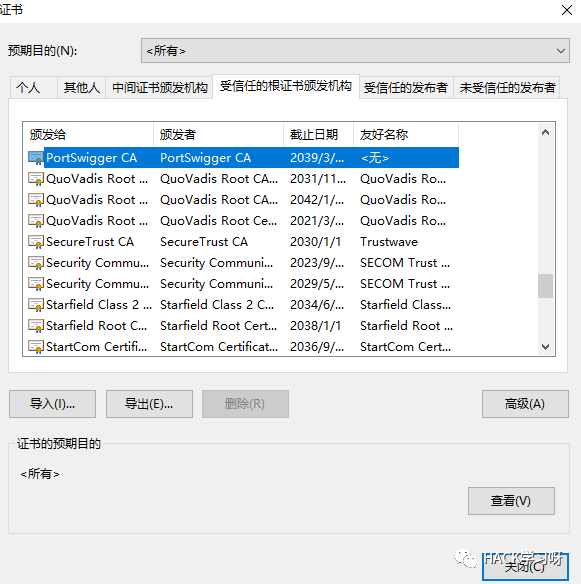 证书
预期目的(N): <所有>
个人 其他人 中间证书颁发机构 受信任的根证书颁发机构 受信任的发布者 未受信任的发布者
颁发给 颁发者 截止日期 友好名称
PortSwigger CA PortSwigger CA 2039/3/... <无>
QuoVadis Root ... QuoVadis Root CA... 2031/11... QuoVadis Ro...
QuoVadis Root ... QuoVadis Root CA... 2042/1/... QuoVadis Ro...
QuoVadis Root ... QuoVadis Root Ce... 2021/3/... QuoVadis Ro...
SecureTrust CA SecureTrust CA 2030/1/1 Trustwave
Security Commu... Security Communi... 2023/9/... SECOM Trust ...
Security Commu... Security Communi... 2029/5/... SECOM Trust ...
Starfield Class 2 ... Starfield Class 2 C... 2034/6/... Starfield Class...
Starfield Root C... Starfield Root Cert... 2038/1/1 Starfield Root ...
StartCom Certifi... StartCom Certificat... 2036/9/... StartCom Cert...
导入(I)... 导出(E)... 删除(R) 高级(A)
证书的预期目的
<所有>
查看(V)
HACK学习呀
关闭(C)